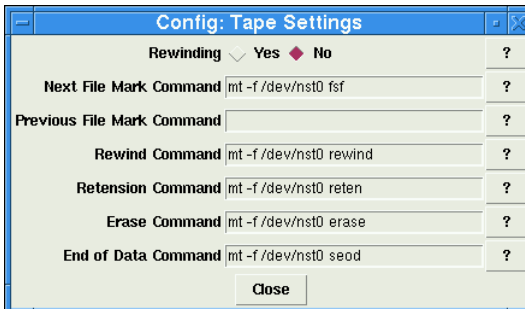 Config: Tape Settings
Rewinding Yes No ?
Next File Mark Command mt -f /dev/nst0 fsf ?
Previous File Mark Command ?
Rewind Command mt -f /dev/nst0 rewind ?
Retension Command mt -f /dev/nst0 reten ?
Erase Command mt -f /dev/nst0 erase ?
End of Data Command mt -f /dev/nst0 seod ?
Close